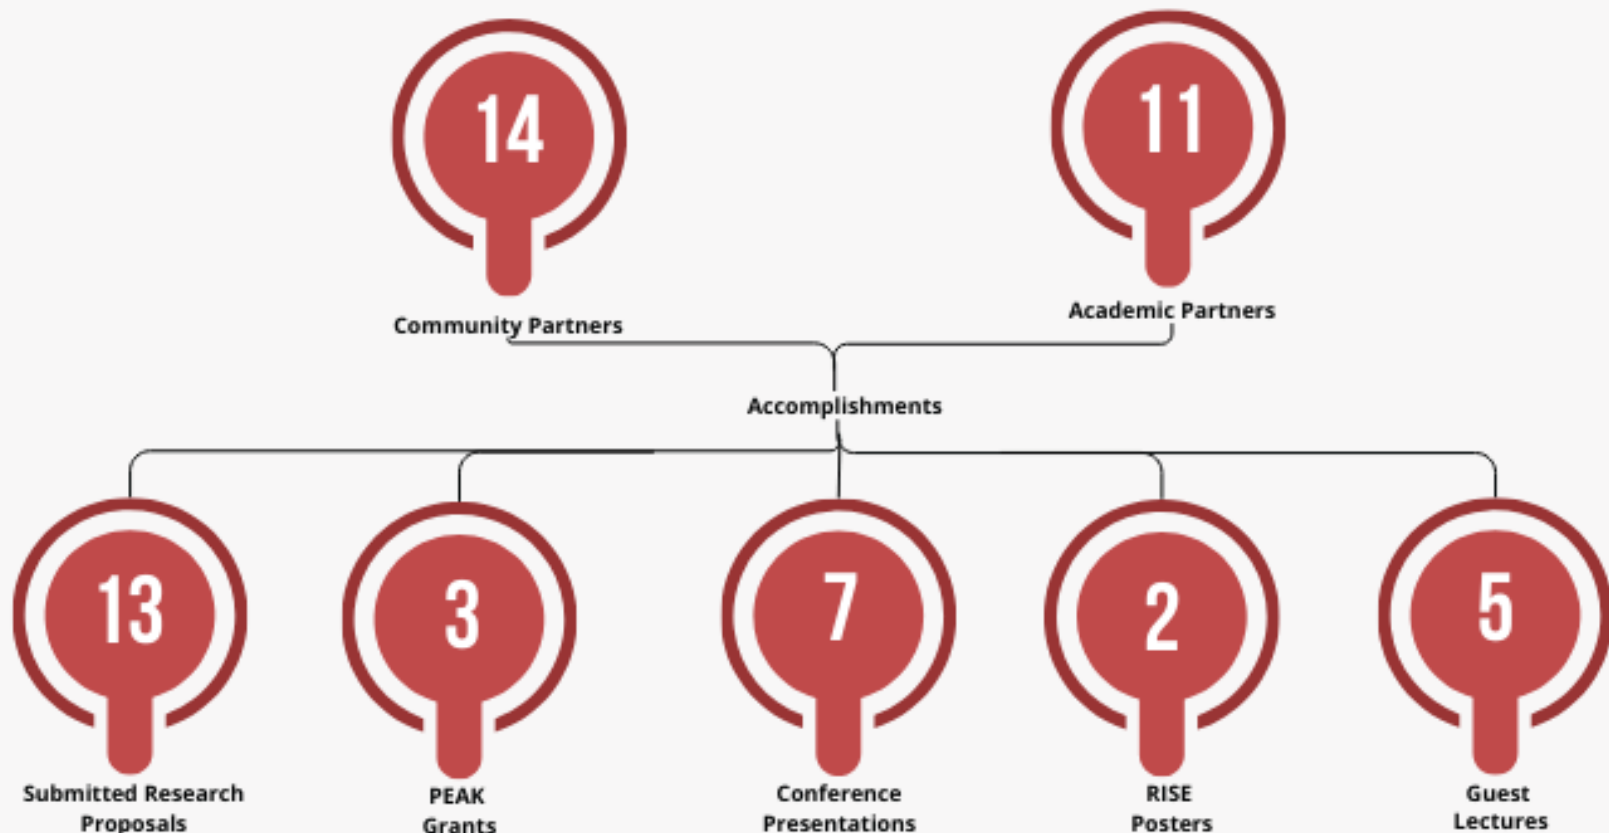 14
11
Community Partners
Academic Partners
Accomplishments
13
3
7
2
5
Submitted Research
Proposals
PEAK
Grants
Conference
Presentations
RISE
Posters
Guest
Lectures